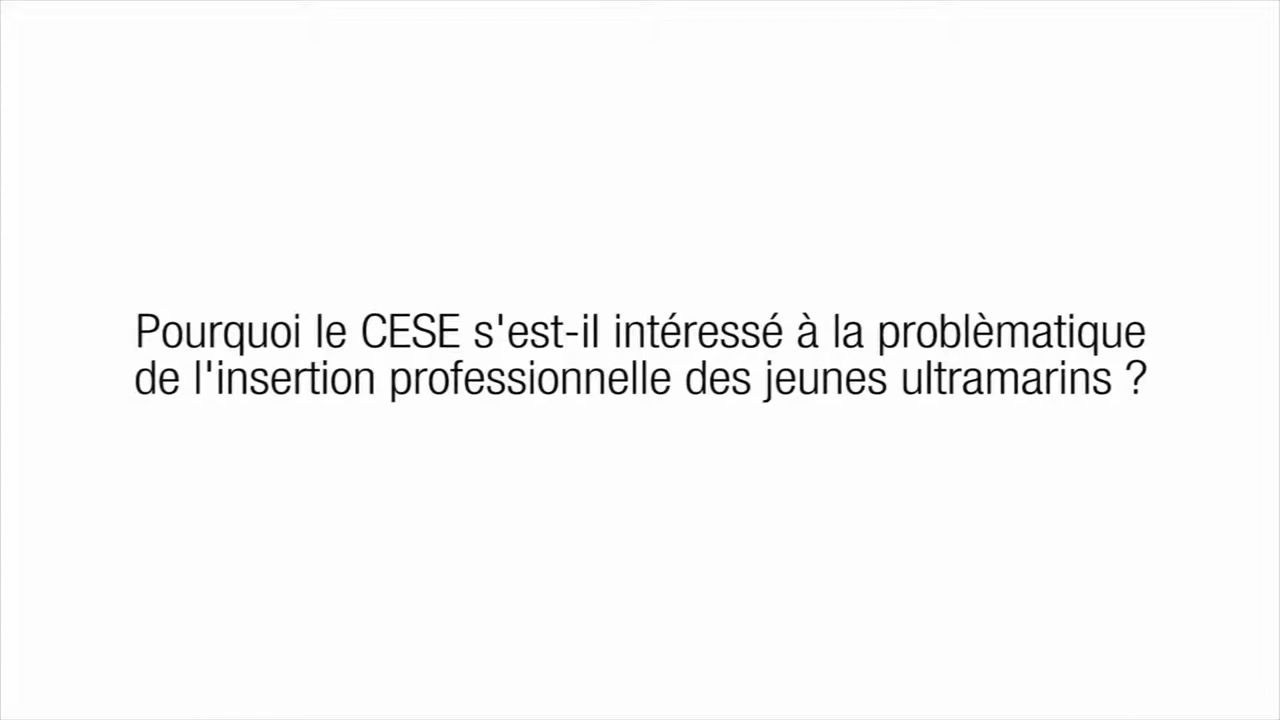 Pourquoi le CESE s'est-il intéressé à la problèmatique
de l'insertion professionnelle des jeunes ultramarins ?